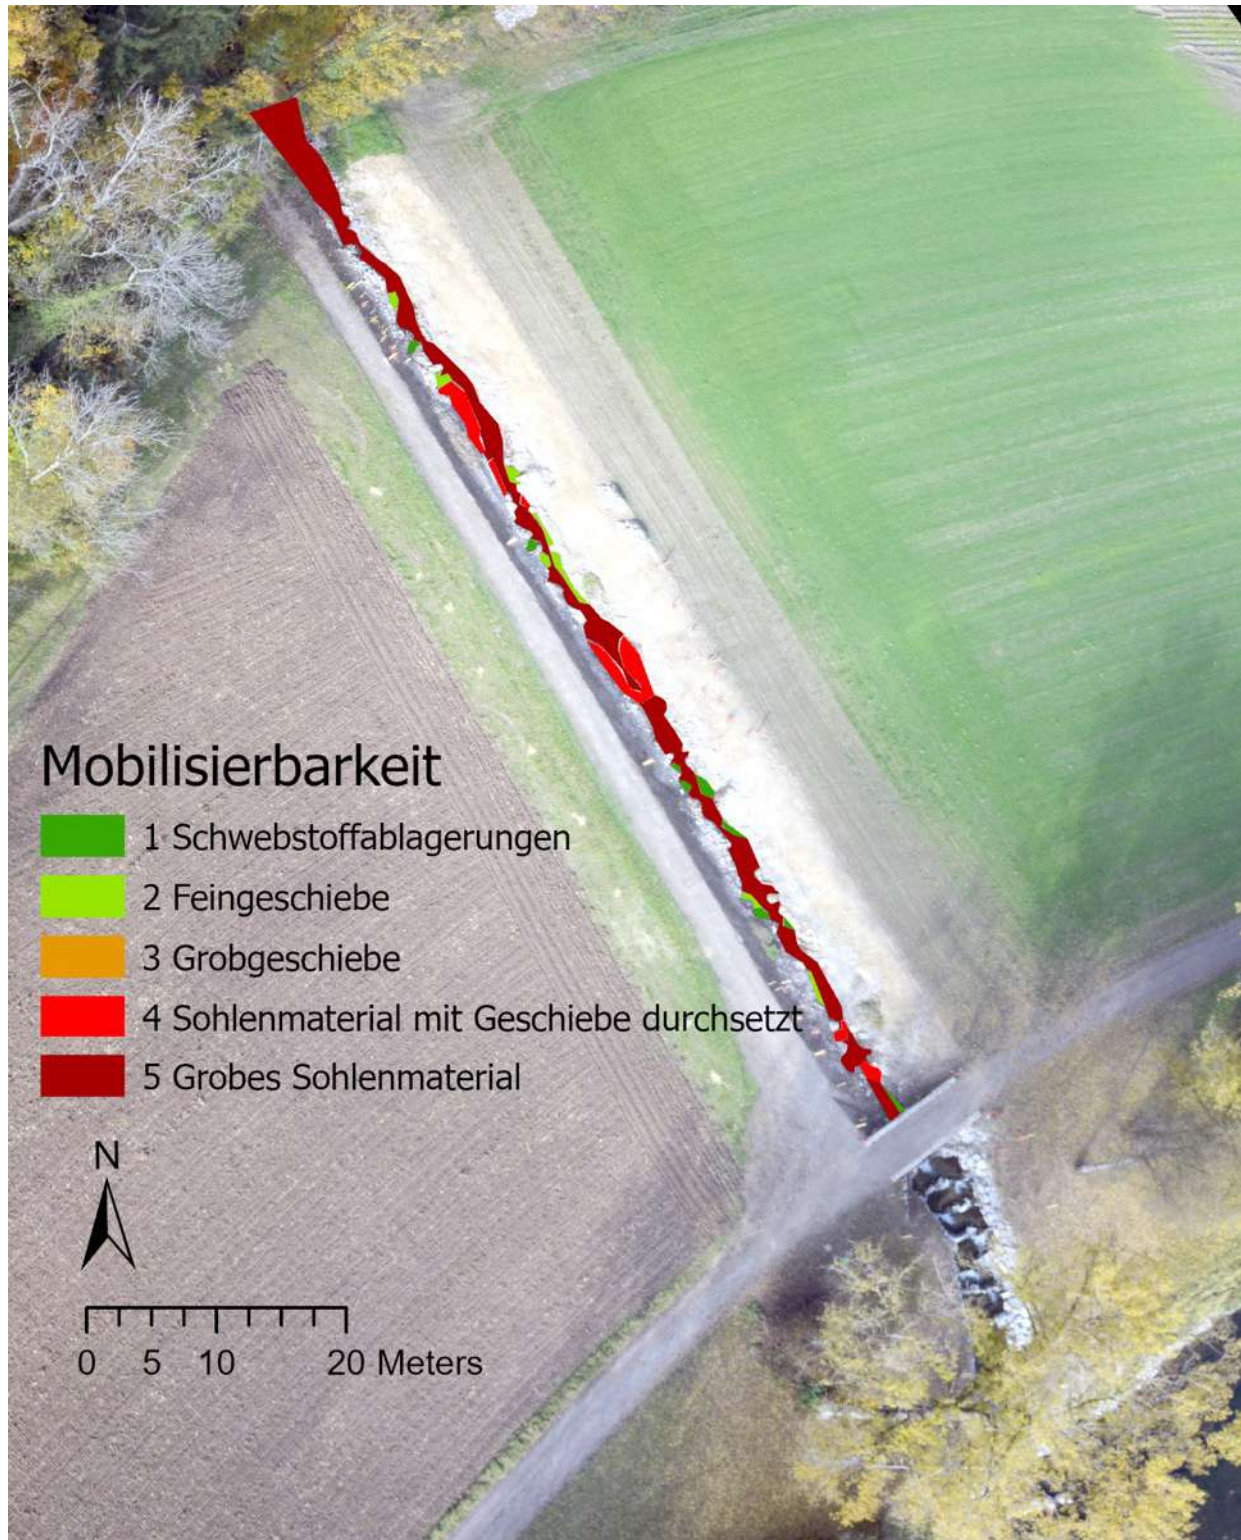 Mobilisierbarkeit
1 Schwebstoffablagerungen
2 Feingeschiebe
3 Grobgeschiebe
4 Sohlenmaterial mit Geschiebe durchsetzt
5 Grobes Sohlenmaterial
N
0 5 10 20 Meters